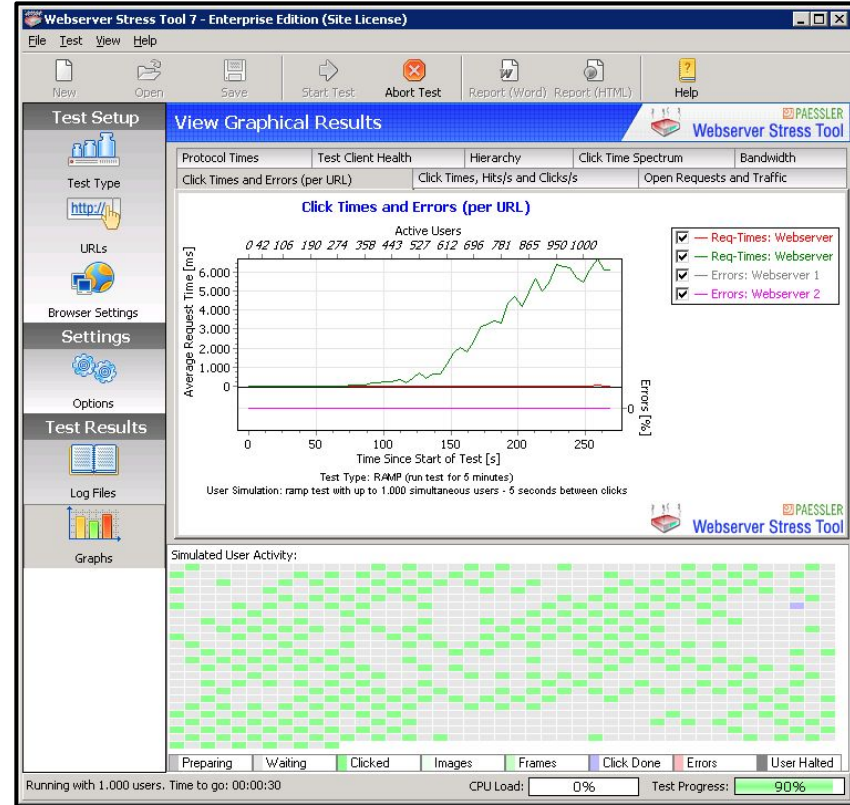 Webserver Stress Tool 7 - Enterprise Edition (Site License)
File Test View Help
New Open Save Start Test Abort Test Report (Word) Report (HTML) Help
Test Setup
View Graphical Results
PAESSLER
Webserver Stress Tool
Test Type
http://
URLs
Browser Settings
Settings
Options
Test Results
Log Files
Graphs
Protocol Times Test Client Health Hierarchy Click Time Spectrum Bandwidth
Click Times and Errors (per URL) Click Times, Hits/s and Clicks/s Open Requests and Traffic
Click Times and Errors (per URL)
Active Users
0 42 106 190 274 358 443 527 612 696 781 865 950 1000
Average Request Time [ms]
6.000
5.000
4.000
3.000
2.000
1.000
0
0
Errors [%]
0 50 100 150 200 250
Time Since Start of Test [s]
Test Type: RAMP (run test for 5 minutes)
User Simulation: ramp test with up to 1.000 simultaneous users - 5 seconds between clicks
Req-Times: Webserver
Req-Times: Webserver
Errors: Webserver 1
Errors: Webserver 2
PAESSLER
Webserver Stress Tool
Simulated User Activity:
Preparing Waiting Clicked Images Frames Click Done Errors User Halted
Running with 1.000 users. Time to go: 00:00:30 CPU Load: 0% Test Progress: 90%